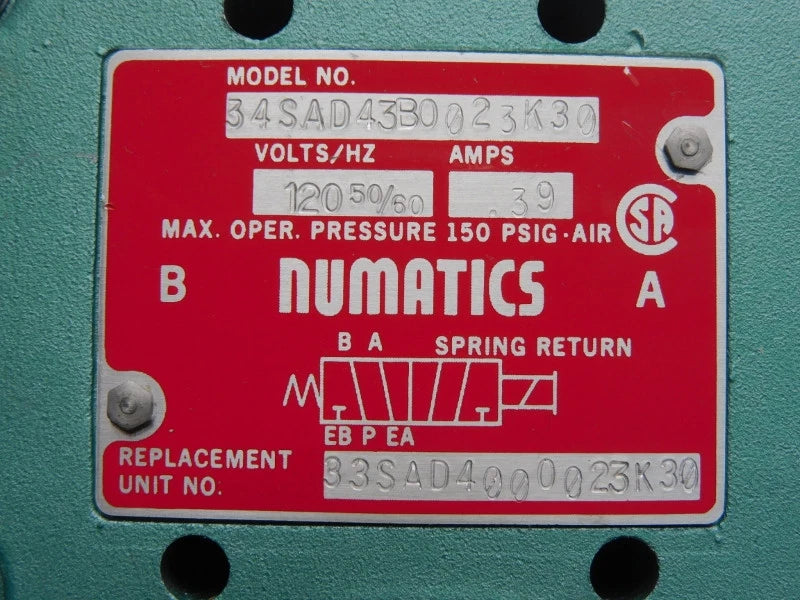 MODEL NO.
34SAD43B0023K30
VOLTS/HZ AMPS
120 50/60 .39
MAX. OPER. PRESSURE 150 PSIG-AIR SA
B NUMATICS A
B A SPRING RETURN
EB P EA
REPLACEMENT
UNIT NO. 33SAD4000023K30